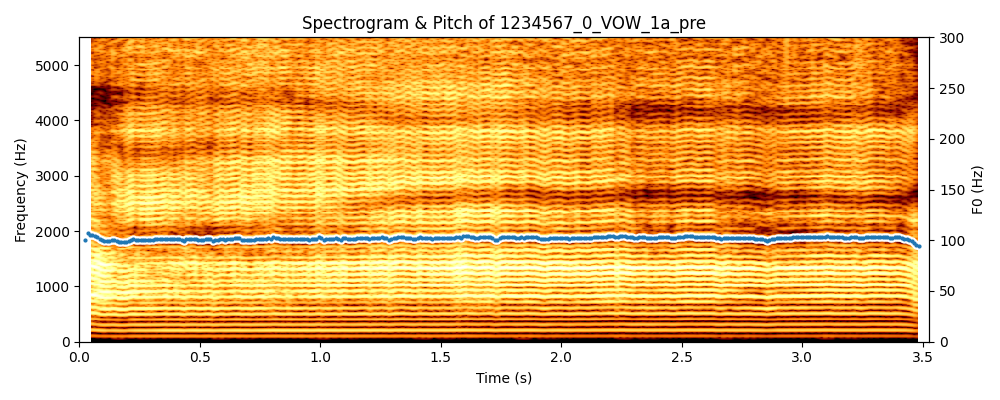 Spectrogram & Pitch of 1234567_0_VOW_1a_pre
Frequency (Hz)
5000
4000
3000
2000
1000
0
300
250
200
150
100
50
0
F0 (Hz)
0.0 0.5 1.0 1.5 2.0 2.5 3.0 3.5
Time (s)